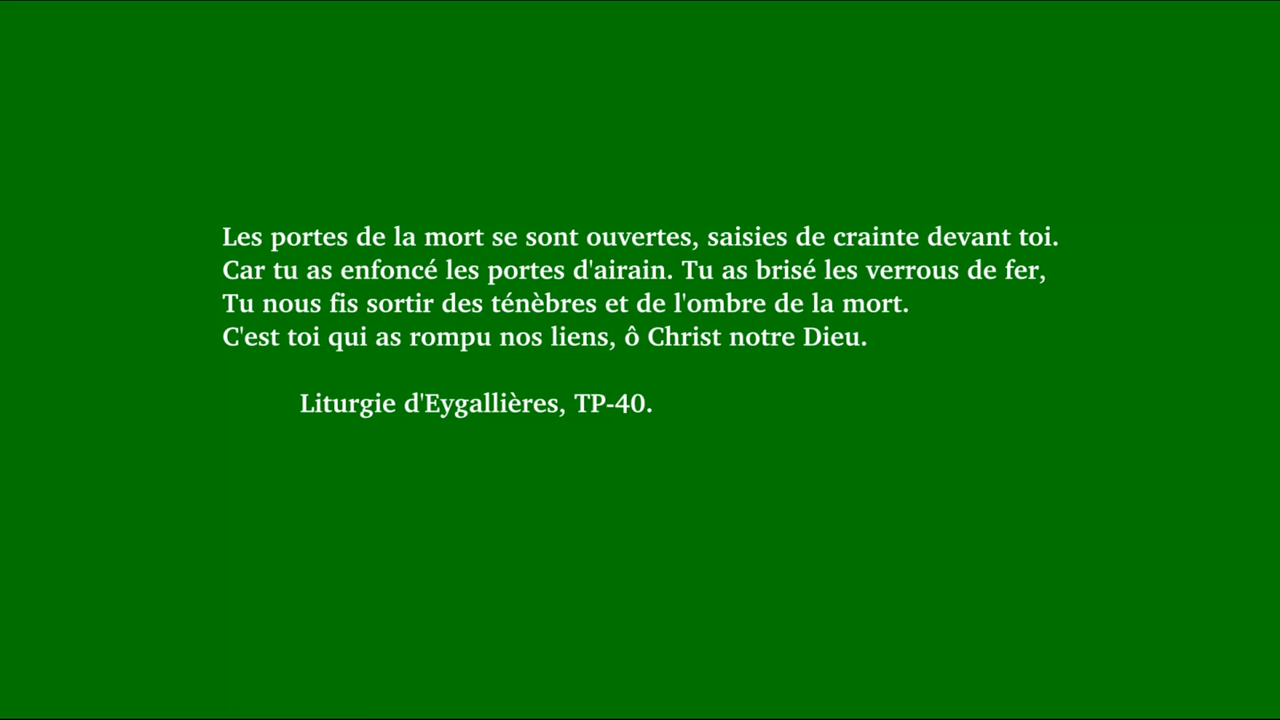 Les portes de la mort se sont ouvertes, saisies de crainte devant toi.
Car tu as enfoncé les portes d'airain. Tu as brisé les verrous de fer,
Tu nous fis sortir des ténèbres et de l'ombre de la mort.
C'est toi qui as rompu nos liens, ô Christ notre Dieu.
Liturgie d'Eygallières, TP-40.